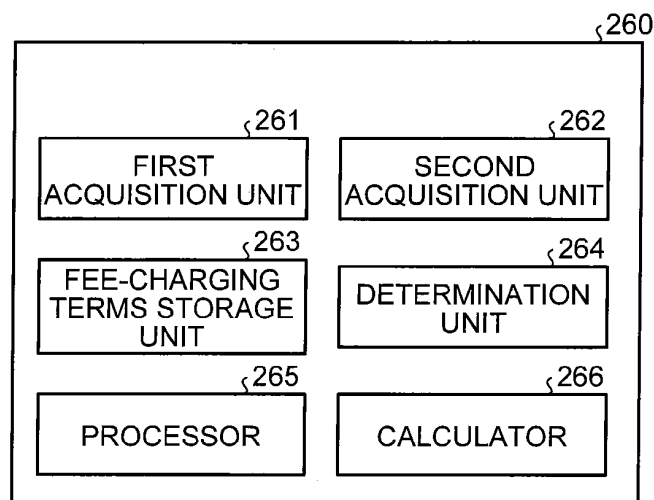 260
261
FIRST
ACQUISITION UNIT
262
SECOND
ACQUISITION UNIT
263
FEE-CHARGING
TERMS STORAGE
UNIT
264
DETERMINATION
UNIT
265
PROCESSOR
266
CALCULATOR